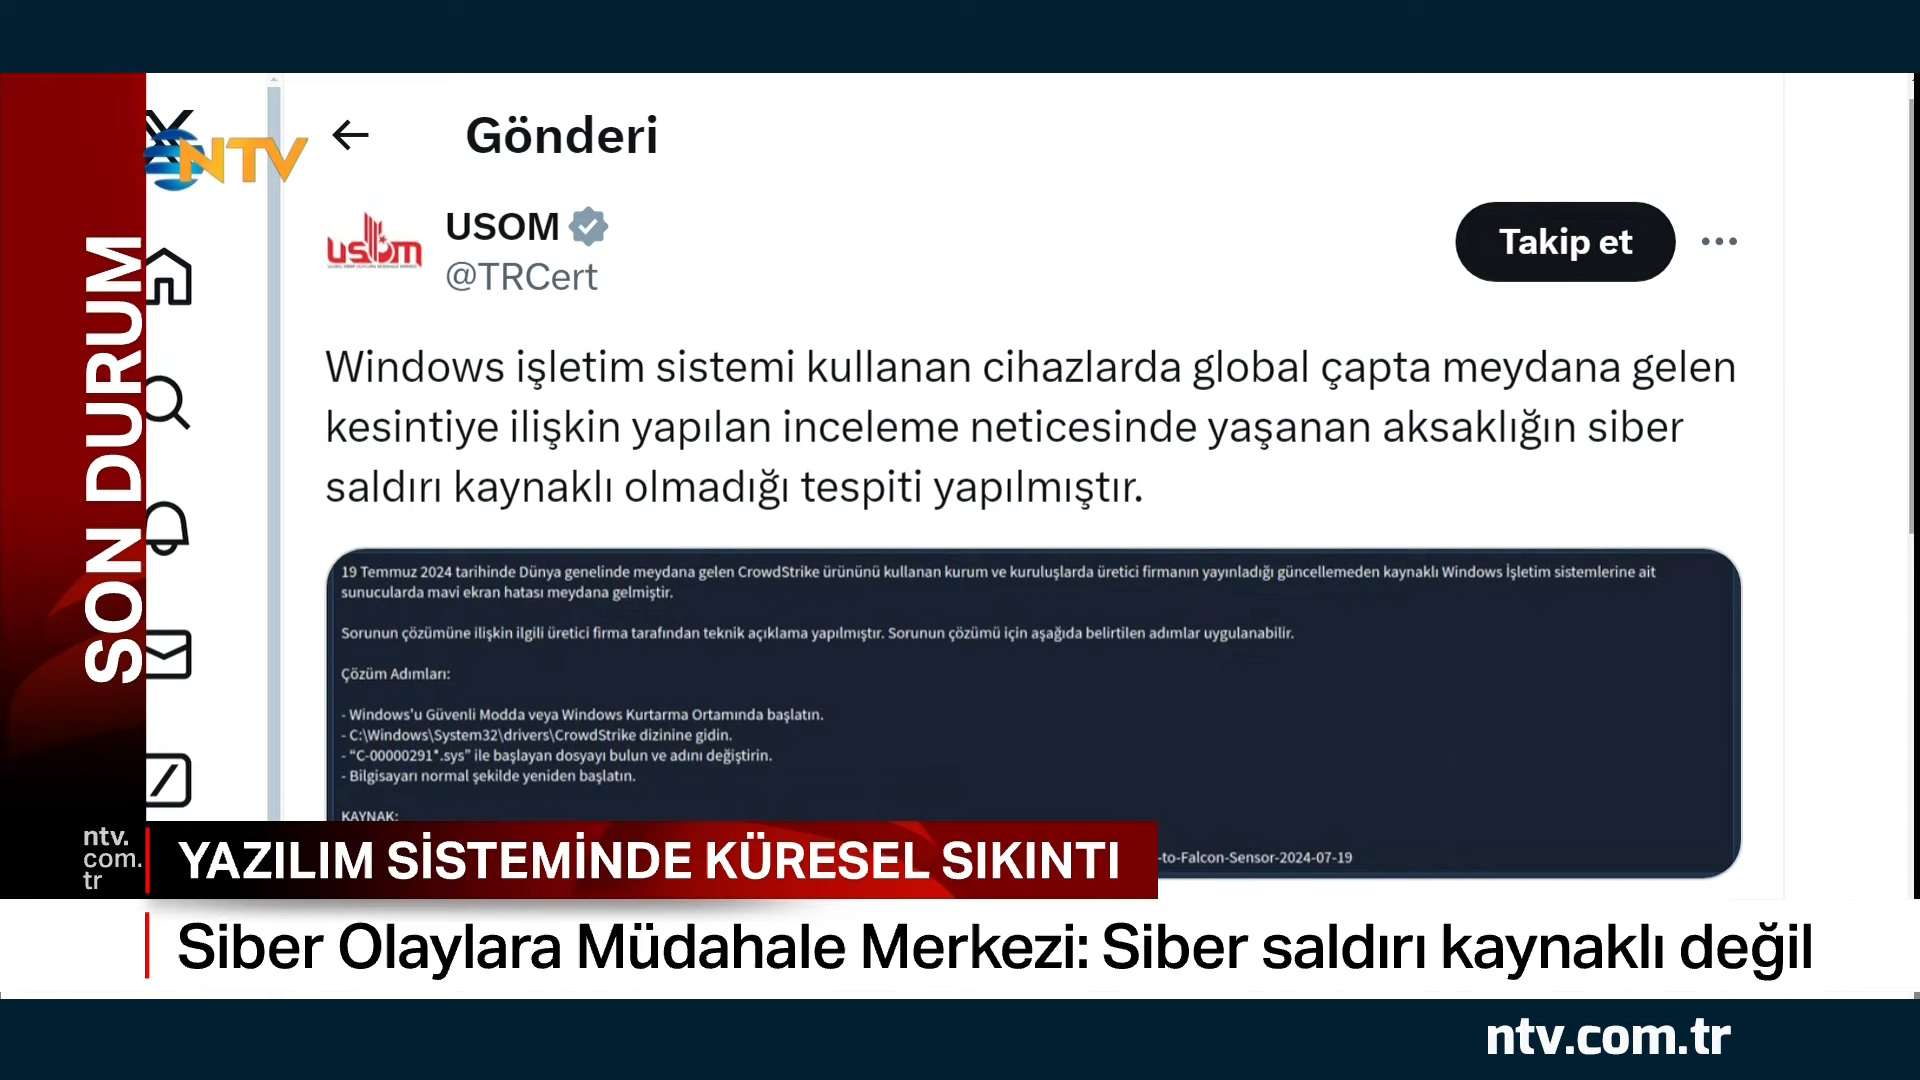 NTV
Gönderi
usom
USOM
@TRCert
Takip et
Windows işletim sistemi kullanan cihazlarda global çapta meydana gelen
kesintiye ilişkin yapılan inceleme neticesinde yaşanan aksaklığın siber
saldırı kaynaklı olmadığı tespiti yapılmıştır.
19 Temmuz 2024 tarihinde Dünya genelinde meydana gelen CrowdStrike ürününü kullanan kurum ve kuruluşlarda üretici firmanın yayınladığı güncellemeden kaynaklı Windows İşletim sistemlerine ait
sunucularda mavi ekran hatası meydana gelmiştir.
Sorunun çözümüne ilişkin ilgili üretici firma tarafından teknik açıklama yapılmıştır. Sorunun çözümü için aşağıda belirtilen adımlar uygulanabilir.
Çözüm Adımları:
- Windows'u Güvenli Modda veya Windows Kurtarma Ortamında başlatın.
- C:\Windows\System32\drivers\CrowdStrike dizinine gidin.
- “C-00000291*.sys” ile başlayan dosyayı bulun ve adını değiştirin.
- Bilgisayarı normal şekilde yeniden başlatın.
KAYNAK:
-to-Falcon-Sensor-2024-07-19
SON DURUM
ntv.
com.
tr
YAZILIM SİSTEMİNDE KÜRESEL SIKINTI
Siber Olaylara Müdahale Merkezi: Siber saldırı kaynaklı değil
ntv.com.tr